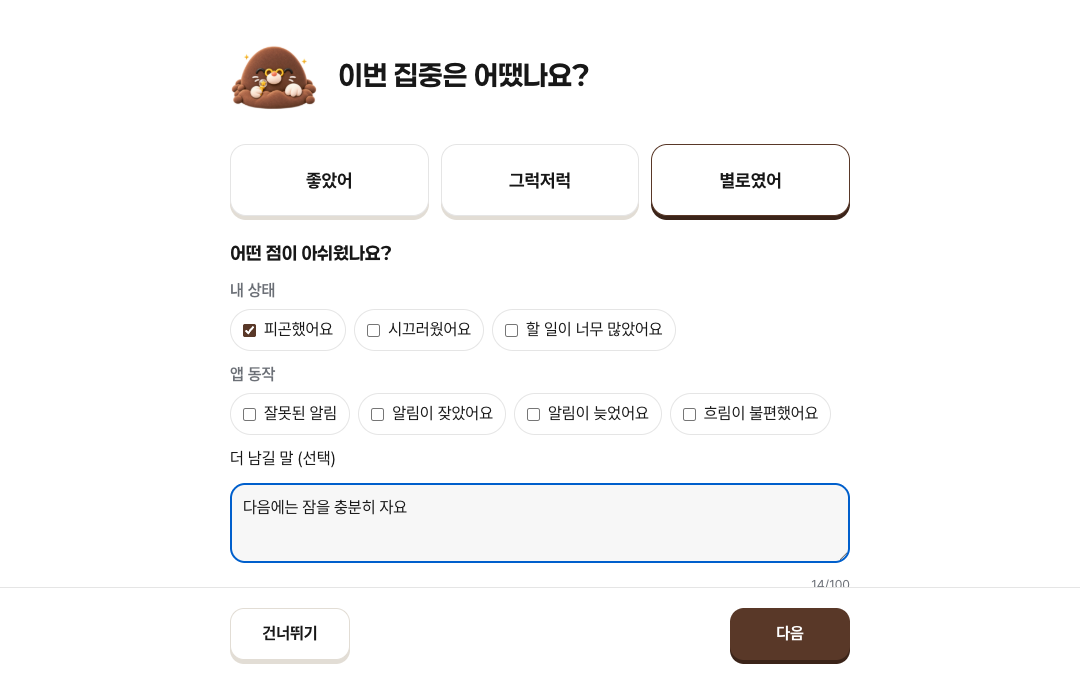 이번 집중은 어땠나요?
좋았어
그럭저럭
별로였어
어떤 점이 아쉬웠나요?
내 상태
피곤했어요
시끄러웠어요
할 일이 너무 많았어요
앱 동작
잘못된 알림
알림이 잦았어요
알림이 늦었어요
흐름이 불편했어요
더 남길 말 (선택)
다음에는 잠을 충분히 자요
14/100
건너뛰기
다음